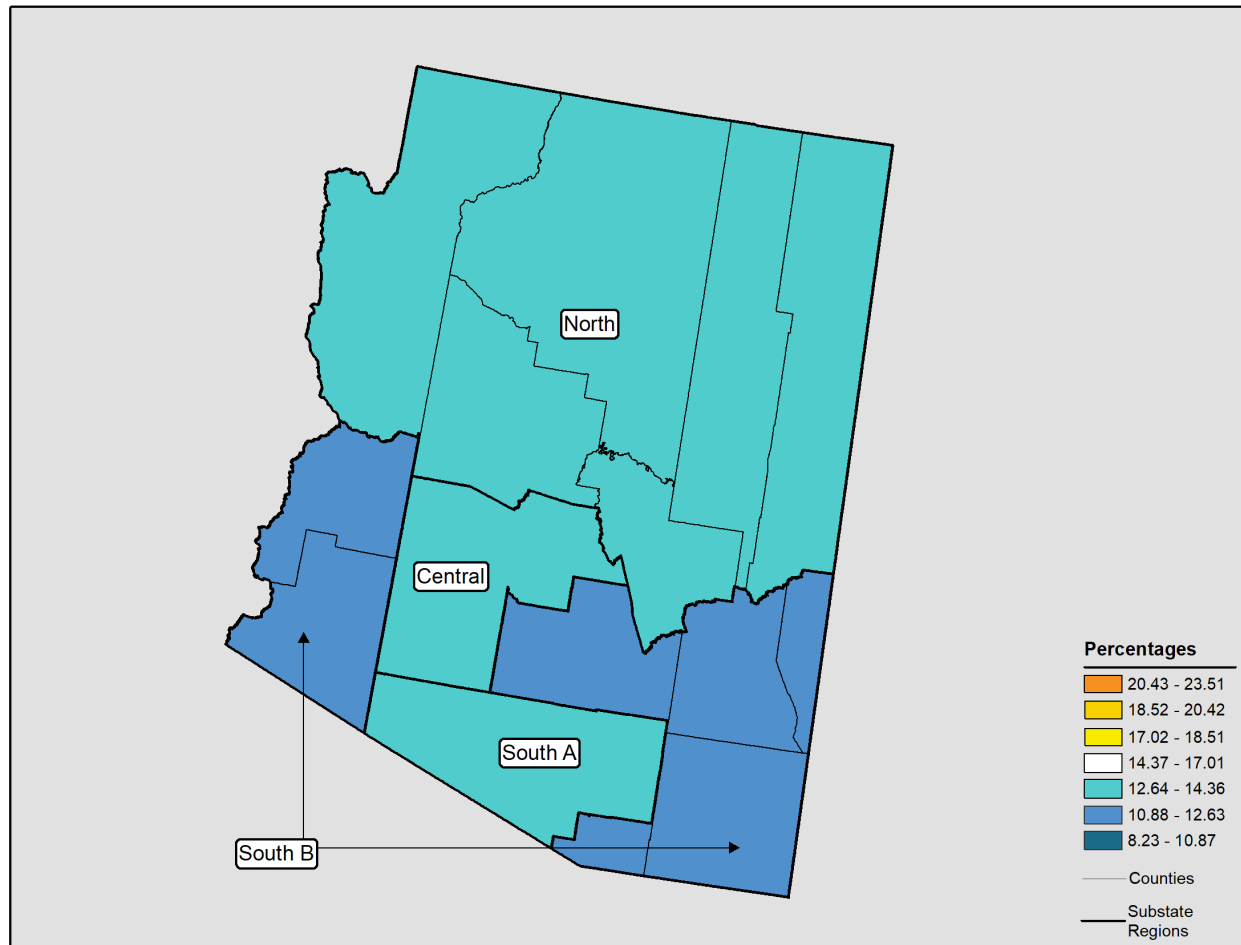 North
Central
South A
South B
Percentages
20.43 - 23.51
18.52 - 20.42
17.02 - 18.51
14.37 - 17.01
12.64 - 14.36
10.88 - 12.63
8.23 - 10.87
Counties
Substate
Regions